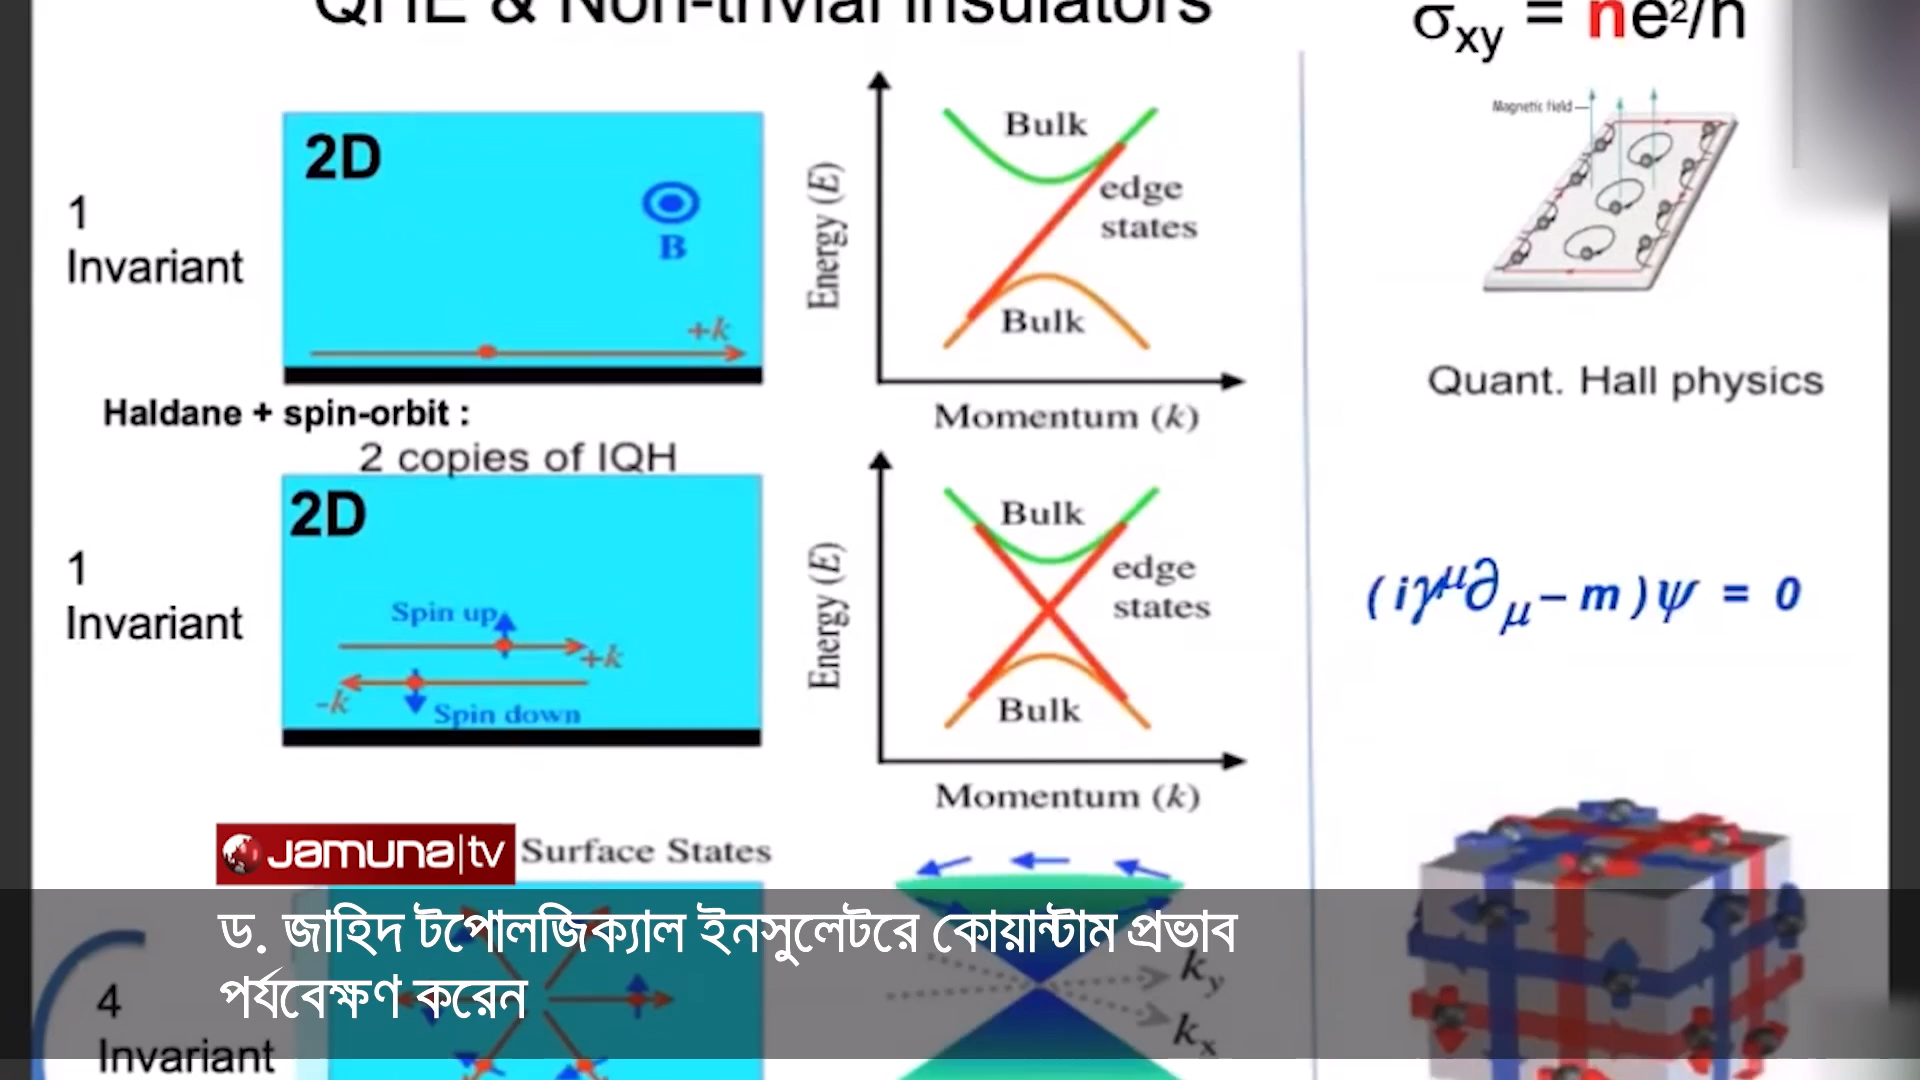 QHE & Non-trivial insulators
σxy = ne²/h
2D
B
+k
1
Invariant
Energy (E)
Bulk
edge
states
Bulk
Momentum (k)
Magnetic field
Quant. Hall physics
Haldane + spin-orbit :
2 copies of IQH
2D
1
Invariant
Spin up
+k
-k
Spin down
Energy (E)
Bulk
edge
states
Bulk
Momentum (k)
(iγ^μ∂_μ − m)ψ = 0
Jamuna|tv
Surface States
ড. জাহিদ টপোলজিক্যাল ইনসুলেটরে কোয়ান্টাম প্রভাব
পর্যবেক্ষণ করেন
ky
kx
4
Invariant